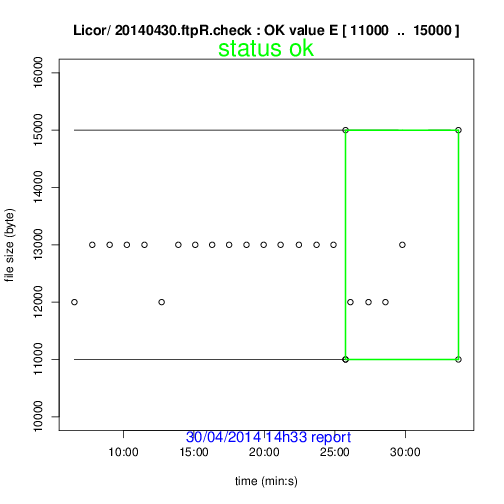 Licor/ 20140430.ftpR.check : OK value E [ 11000 .. 15000 ]
status ok
16000
15000
14000
13000
12000
11000
10000
file size (byte)
30/04/2014 14h33 report
10:00 15:00 20:00 25:00 30:00
time (min:s)